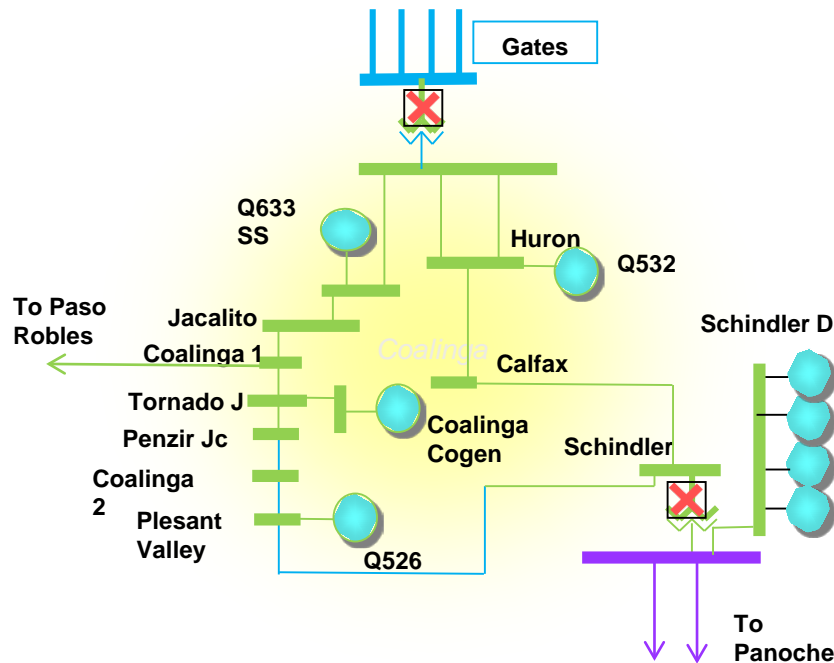 Gates
Q633
SS
Huron
Q532
To Paso
Robles
Jacalito
Schindler D
Coalinga 1
Coalinga
Calfax
Tornado J
Coalinga
Cogen
Penzir Jc
Schindler
Coalinga
2
Plesant
Valley
Q526
To
Panoche